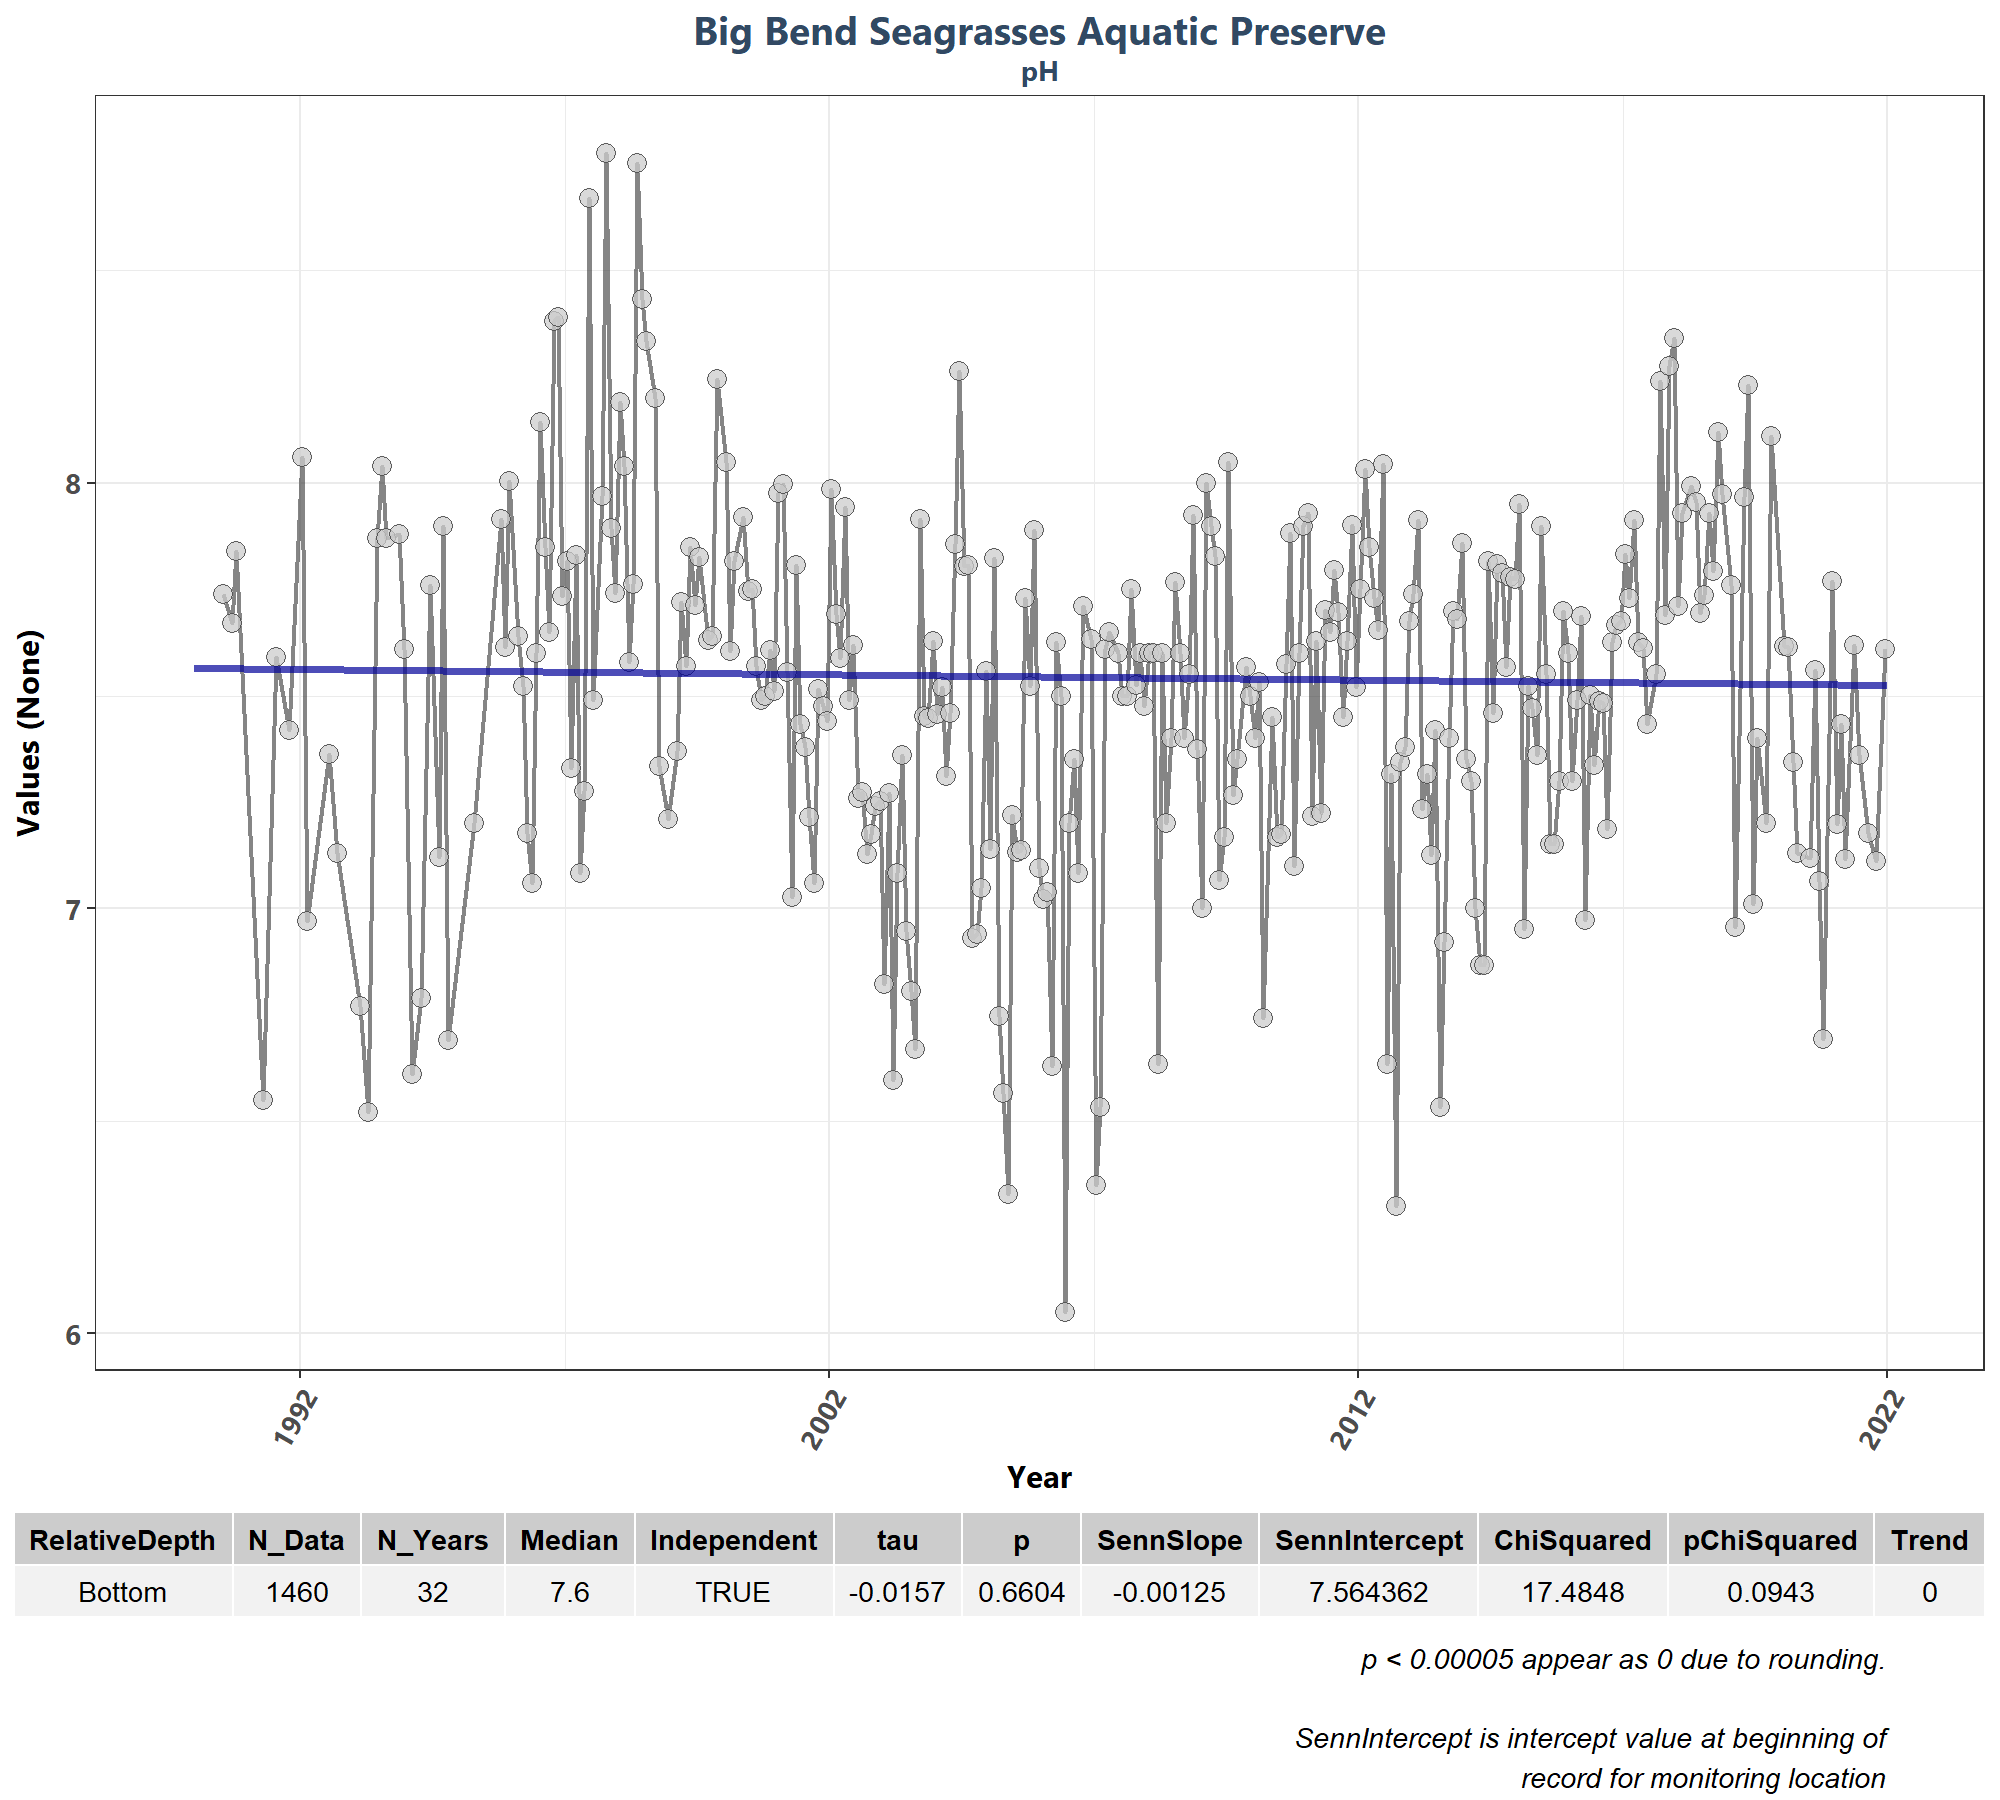 Big Bend Seagrasses Aquatic Preserve
pH
Values (None)
8
7
6
1992 2002 2012 2022
Year
RelativeDepth N_Data N_Years Median Independent tau p SennSlope SennIntercept ChiSquared pChiSquared Trend
Bottom 1460 32 7.6 TRUE -0.0157 0.6604 -0.00125 7.564362 17.4848 0.0943 0
p < 0.00005 appear as 0 due to rounding.
SennIntercept is intercept value at beginning of
record for monitoring location